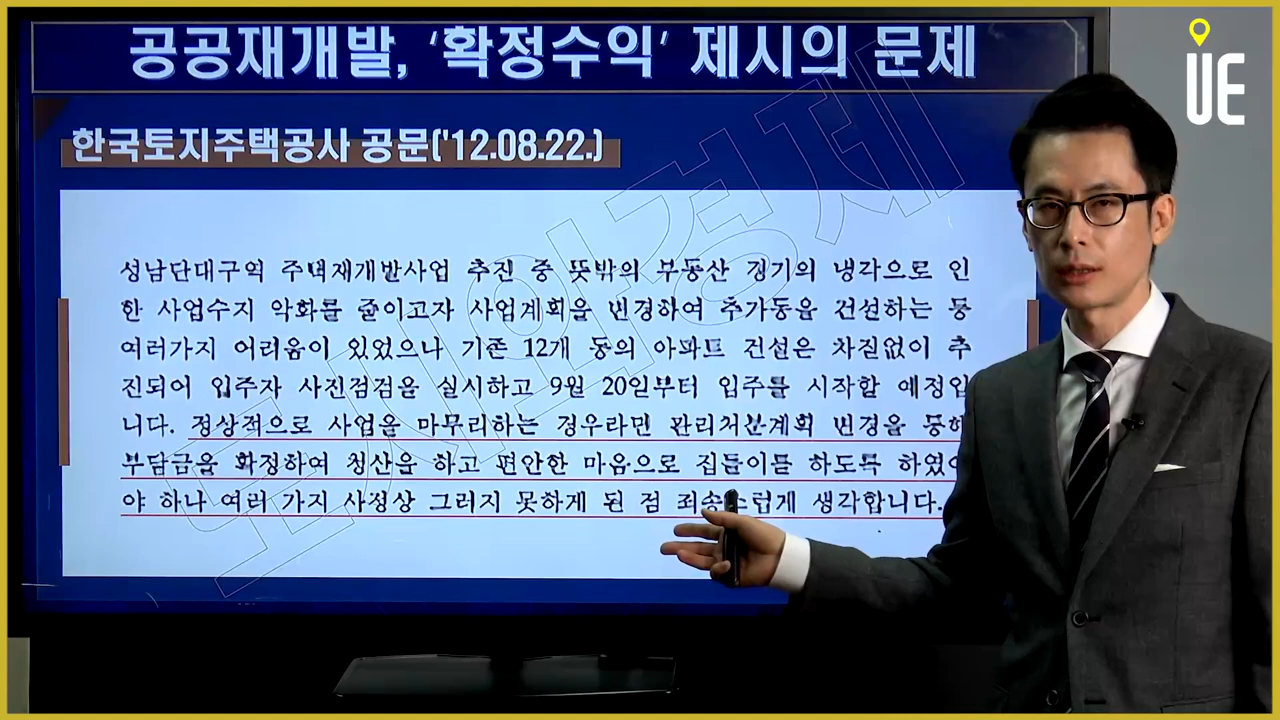 공공재개발, '확정수익' 제시의 문제
UE
한국토지주택공사 공문('12.08.22.)
성남단대구역 주택재개발사업 추진 중 뜻밖의 부동산 경기의 냉각으로 인
한 사업수지 악화를 줄이고자 사업계획을 변경하여 추가동을 건설하는 등
여러가지 어려움이 있었으나 기존 12개 동의 아파트 건설은 차질없이 추
진되어 입주자 사진점검을 실시하고 9월 20일부터 입주를 시작할 예정입
니다. 정상적으로 사업을 마무리하는 경우라면 관리처분계획 변경을 통해
부담금을 확정하여 청산을 하고 편안한 마음으로 집들이를 하도록
야 하나 여러 가지 사정상 그러지 못하게 된 점 죄송스럽게 생각합니다.
도시와경제